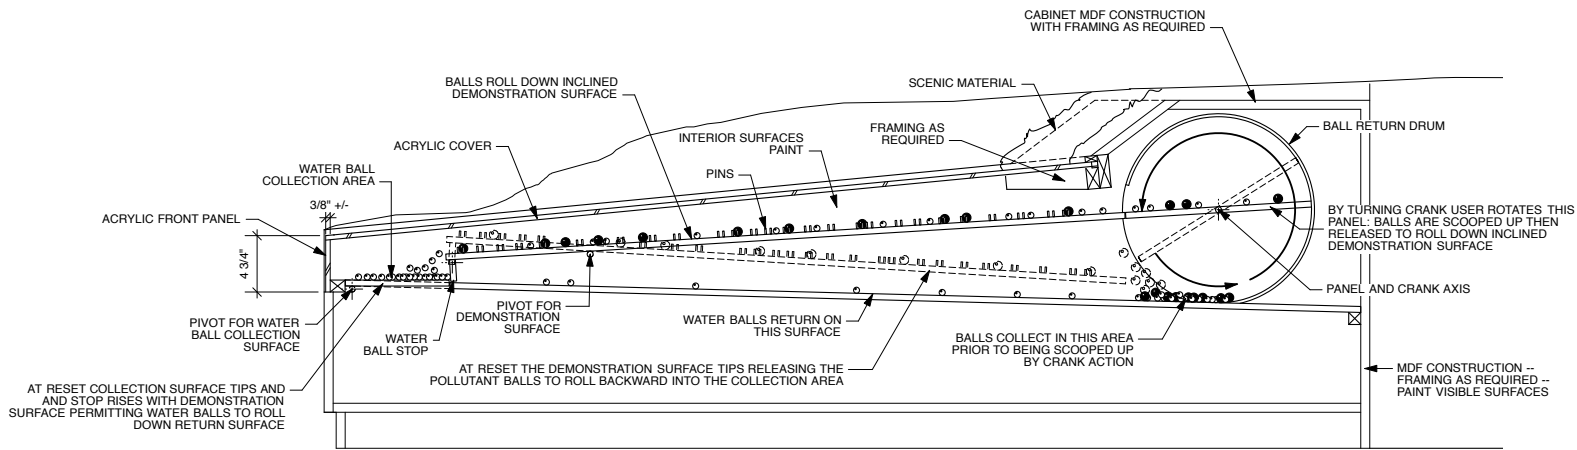 CABINET MDF CONSTRUCTION
WITH FRAMING AS REQUIRED
SCENIC MATERIAL
BALLS ROLL DOWN INCLINED
DEMONSTRATION SURFACE
FRAMING AS
REQUIRED
BALL RETURN DRUM
INTERIOR SURFACES
PAINT
ACRYLIC COVER
WATER BALL
COLLECTION AREA
PINS
3/8" +/-
ACRYLIC FRONT PANEL
BY TURNING CRANK USER ROTATES THIS
PANEL: BALLS ARE SCOOPED UP THEN
RELEASED TO ROLL DOWN INCLINED
DEMONSTRATION SURFACE
4 3/4"
PANEL AND CRANK AXIS
PIVOT FOR WATER
BALL COLLECTION
SURFACE
WATER
BALL STOP
PIVOT FOR
DEMONSTRATION
SURFACE
WATER BALLS RETURN ON
THIS SURFACE
BALLS COLLECT IN THIS AREA
PRIOR TO BEING SCOOPED UP
BY CRANK ACTION
AT RESET THE DEMONSTRATION SURFACE TIPS RELEASING THE
POLLUTANT BALLS TO ROLL BACKWARD INTO THE COLLECTION AREA
MDF CONSTRUCTION --
FRAMING AS REQUIRED --
PAINT VISIBLE SURFACES
AT RESET COLLECTION SURFACE TIPS AND
AND STOP RISES WITH DEMONSTRATION
SURFACE PERMITTING WATER BALLS TO ROLL
DOWN RETURN SURFACE